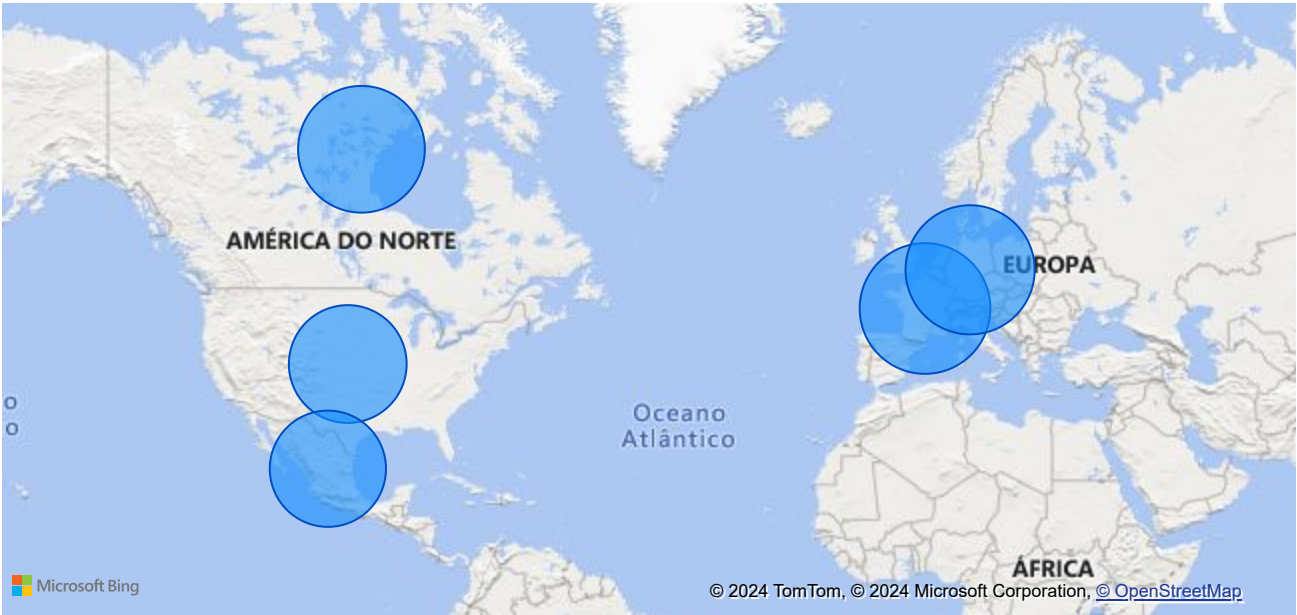 AMÉRICA DO NORTE
EUROPA
o
o
Oceano
Atlântico
ÁFRICA
Microsoft Bing
© 2024 TomTom, © 2024 Microsoft Corporation, © OpenStreetMap